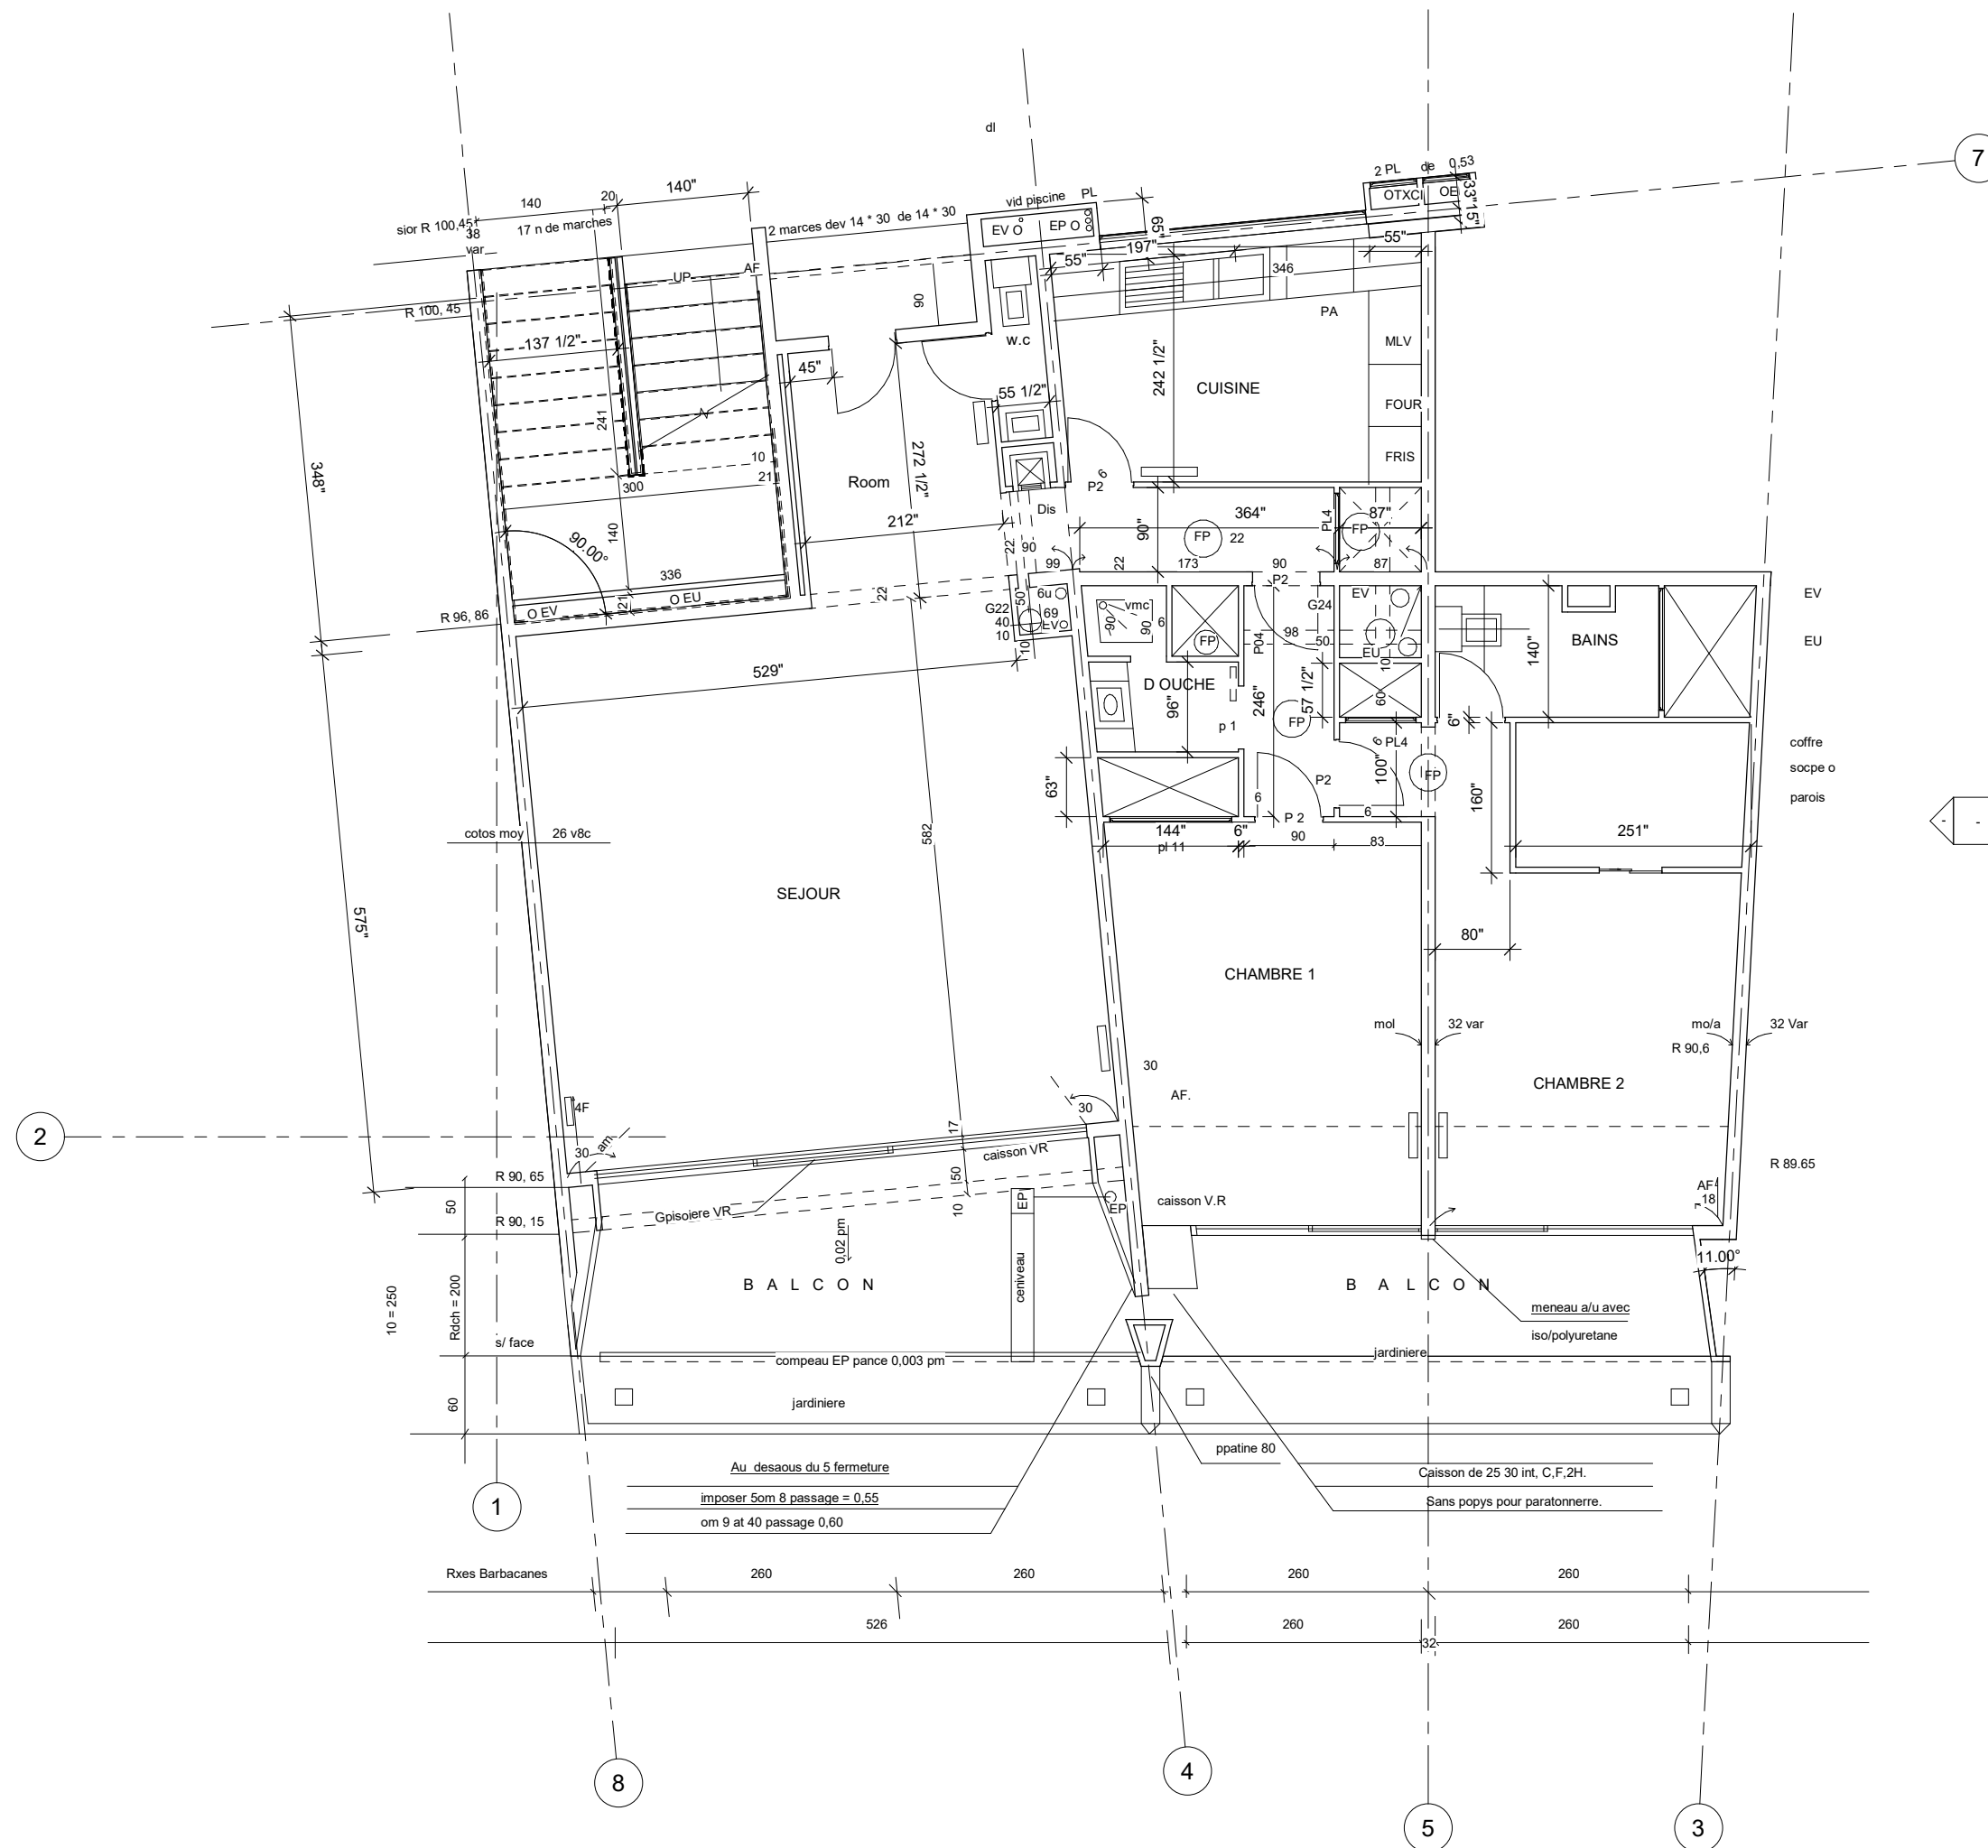 dl
7
2 PL de 0,53
OTXCI OE
33"
15"
vid piscine PL
EV O EP O
65"
197"
55"
55"
346
140 20 140"
sior R 100,45
38
var
17 n de marches
2 marces dev 14 * 30 de 14 * 30
UP AF
R 100, 45
137 1/2"
45"
90
w.c
55 1/2"
242 1/2"
CUISINE
PA
MLV
FOUR
FRIS
348"
241
10
21
300
140
90.00°
336
21
O EV
O EU
R 96, 86
Room
272 1/2"
212"
22
22
Dis
90
99
P2
6
90"
22
364"
FP
22
173
90
P2
PL4
87"
FP
87
G22
40
10
50
6u
69
EVO
10
vmc
90
90
6
FP
P04
98
G24
50
EV
EU
10
60
BAINS
140"
EV
EU
529"
D OUCHE
96"
p 1
246"
57 1/2"
FP
63"
P2
6
P 2
6
PL4
100"
6
FP
6"
160"
251"
coffre
socpe o
parois
-
-
144"
pl 11
6"
90
83
cotos moy 26 v8c
582
575"
SEJOUR
80"
CHAMBRE 1
mol 32 var
mo/a 32 Var
R 90,6
CHAMBRE 2
30
AF.
2
4F
30
am
30
17
caisson VR
50
10
R 90, 65
R 90, 15
50
Gpisoiere VR
0,02 pm
EP
EP
ceniveau
caisson V.R
R 89.65
AF
18
11.00°
B A L C O N
B A L C O N
meneau a/u avec
iso/polyuretane
10 = 250
Rdch = 200
s/ face
compeau EP pance 0,003 pm
jardiniere
60
jardiniere
ppatine 80
Au desaous du 5 fermeture
imposer 5om 8 passage = 0,55
om 9 at 40 passage 0,60
Caisson de 25 30 int, C,F,2H.
Sans popys pour paratonnerre.
1
Rxes Barbacanes 260 260 260 260
526 260 32 260
8
4
5
3